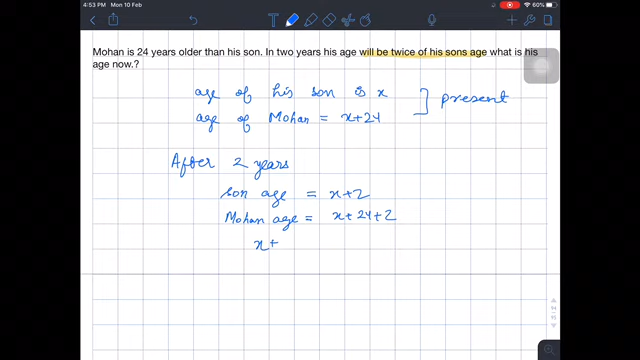 4:53 PM Mon 10 Feb
60%
Mohan is 24 years older than his son. In two years his age will be twice of his sons age what is his
age now.?
age of his son is x
age of Mohan = x+24
present
After 2 years
son age = x+2
Mohan age = x+24+2
x+